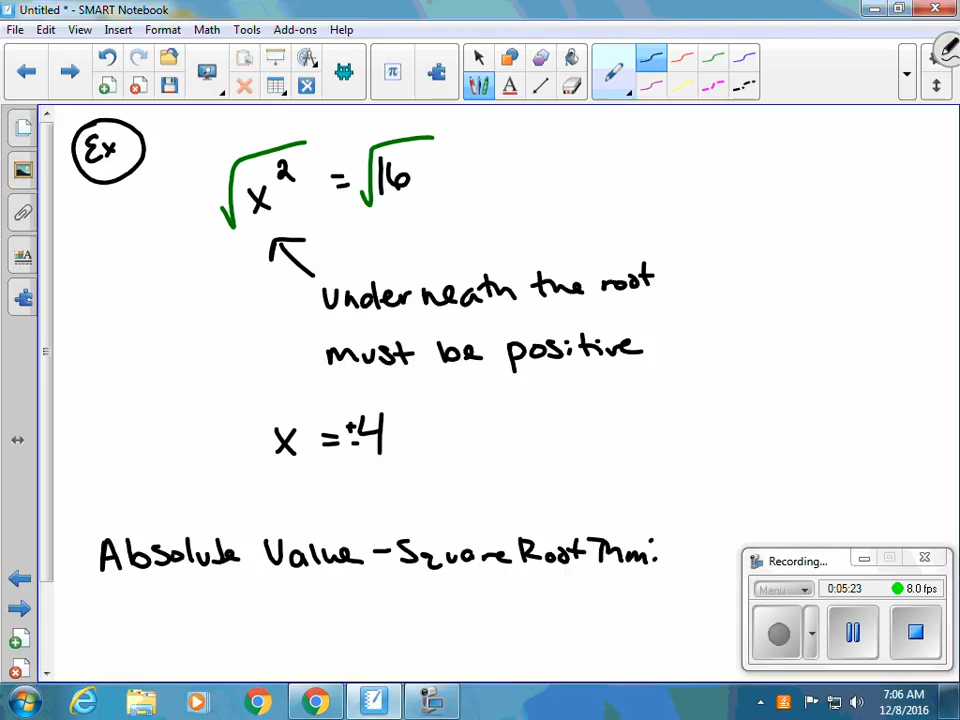 Untitled * - SMART Notebook
File Edit View Insert Format Math Tools Add-ons Help
Ex
√x² = √16
underneath the root
must be positive
x = ±4
Absolute Value - Square Root Thm:
Recording...
Menu
0:05:23
8.0 fps
7:06 AM
12/8/2016